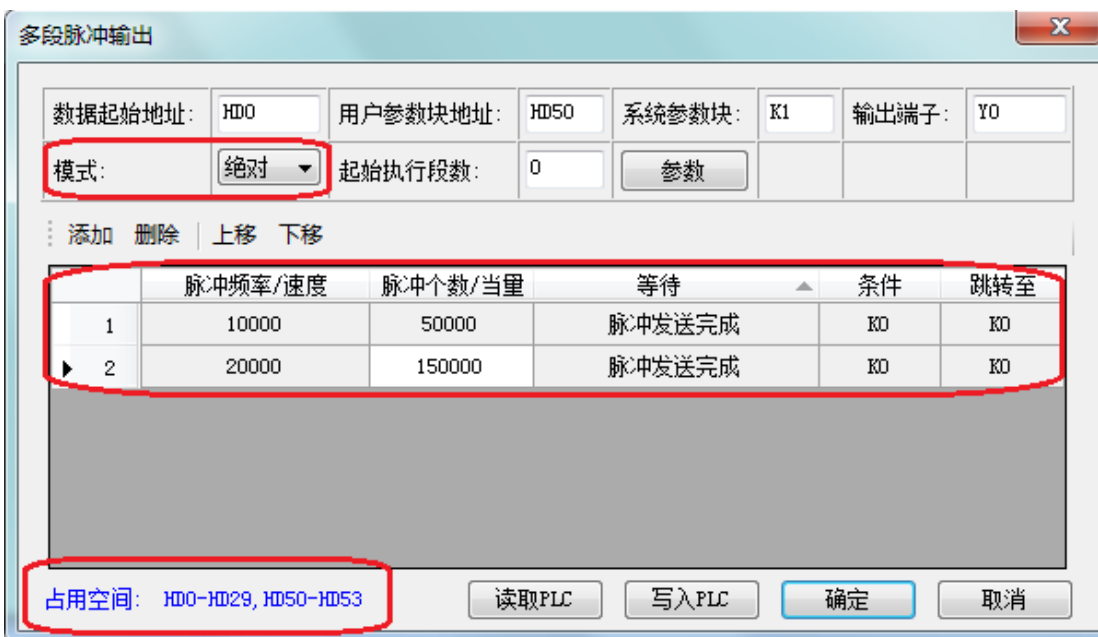 多段脉冲输出
数据起始地址: HD0 用户参数块地址: HD50 系统参数块: K1 输出端子: Y0
模式: 绝对 起始执行段数: 0 参数
添加 删除 上移 下移
脉冲频率/速度 脉冲个数/当量 等待 条件 跳转至
1 10000 50000 脉冲发送完成 K0 K0
2 20000 150000 脉冲发送完成 K0 K0
占用空间: HD0-HD29,HD50-HD53 读取PLC 写入PLC 确定 取消